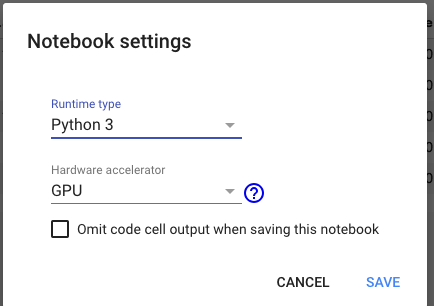 Notebook settings
Runtime type
Python 3
Hardware accelerator
GPU
?
Omit code cell output when saving this notebook
CANCEL
SAVE